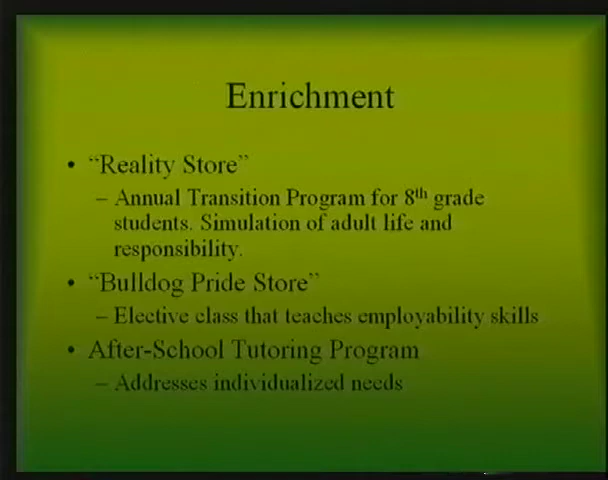 Enrichment
• “Reality Store”
– Annual Transition Program for 8th grade
students. Simulation of adult life and
responsibility.
• “Bulldog Pride Store”
– Elective class that teaches employability skills
• After-School Tutoring Program
– Addresses individualized needs